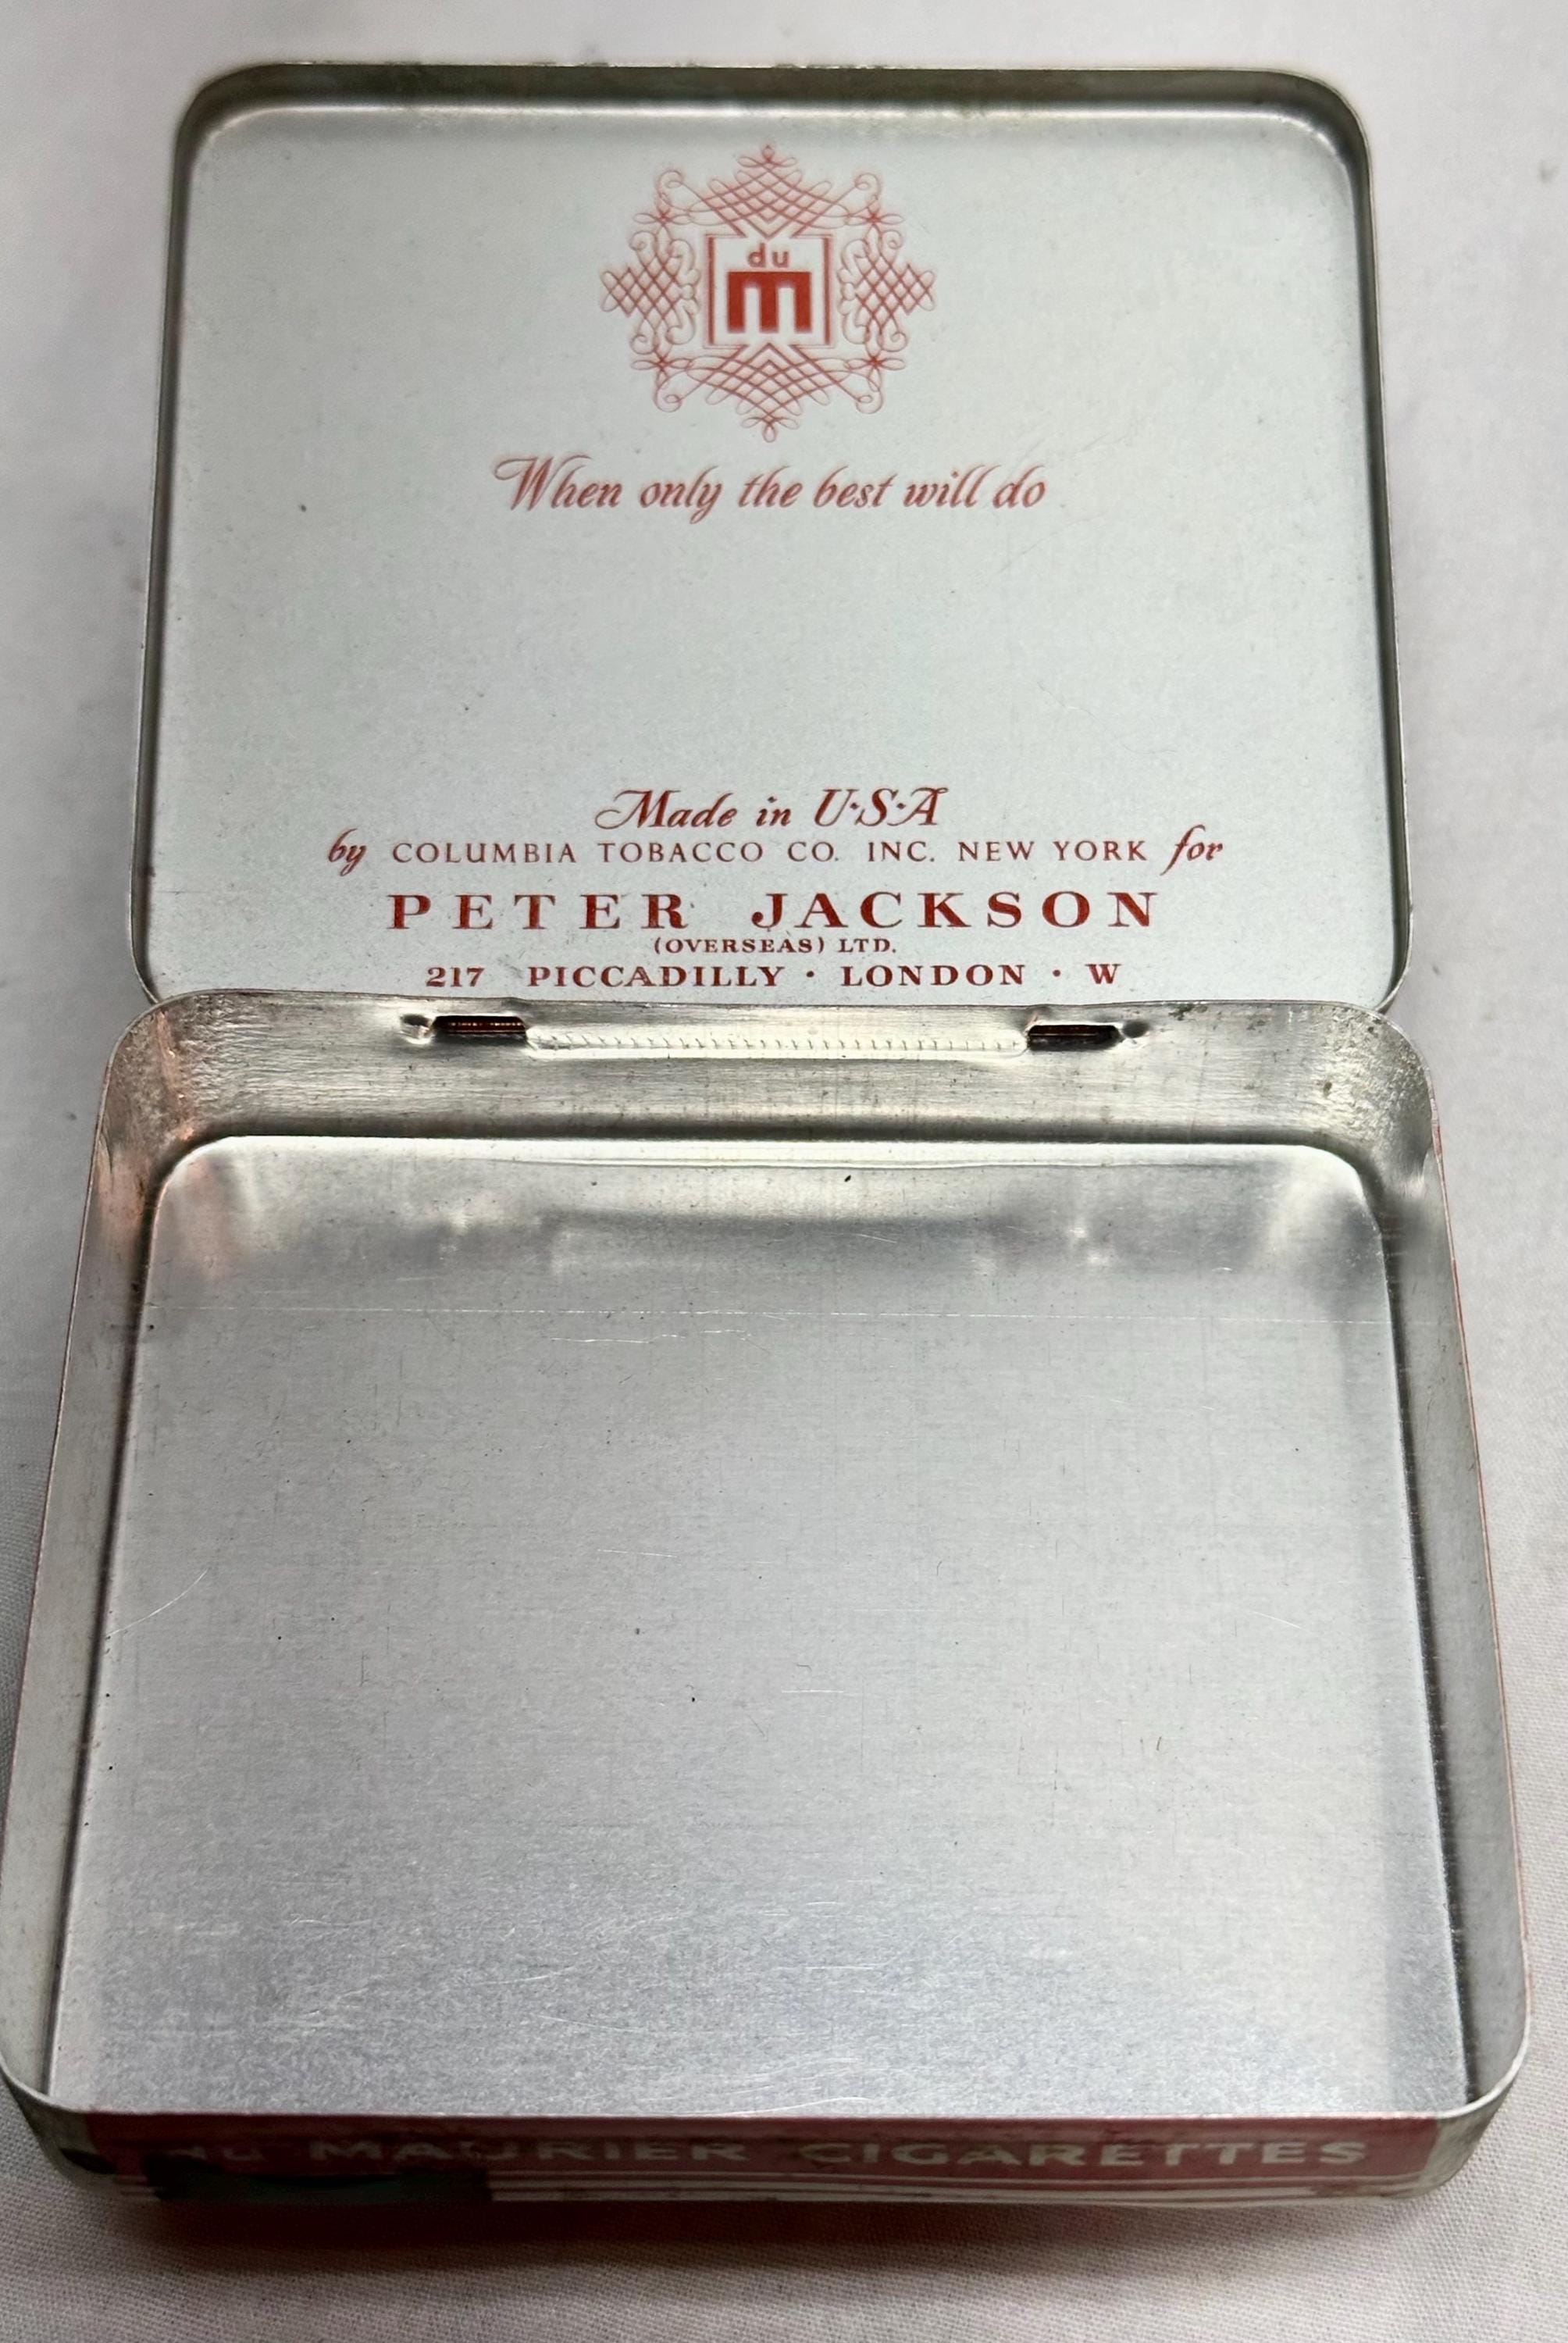 du
m
When only the best will do
Made in U·S·A
by COLUMBIA TOBACCO CO. INC. NEW YORK for
PETER JACKSON
(OVERSEAS) LTD.
217 PICCADILLY · LONDON · W
du MAURIER CIGARETTES